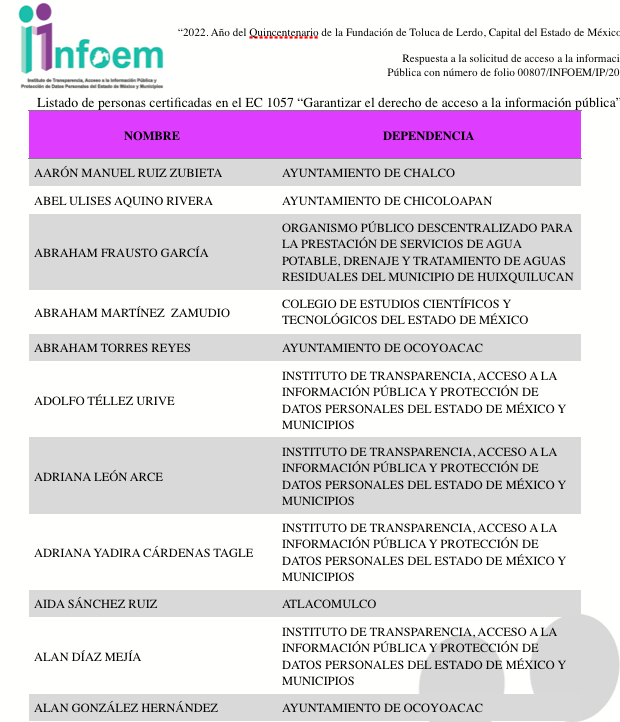 infoem
Instituto de Transparencia, Acceso a la Información Pública y
Protección de Datos Personales del Estado de México y Municipios
“2022. Año del Quincentenario de la Fundación de Toluca de Lerdo, Capital del Estado de México
Respuesta a la solicitud de acceso a la informaci
Pública con número de folio 00807/INFOEM/IP/20
Listado de personas certificadas en el EC 1057 “Garantizar el derecho de acceso a la información pública”
NOMBRE DEPENDENCIA
AARÓN MANUEL RUIZ ZUBIETA AYUNTAMIENTO DE CHALCO
ABEL ULISES AQUINO RIVERA AYUNTAMIENTO DE CHICOLOAPAN
ABRAHAM FRAUSTO GARCÍA
ORGANISMO PÚBLICO DESCENTRALIZADO PARA
LA PRESTACIÓN DE SERVICIOS DE AGUA
POTABLE, DRENAJE Y TRATAMIENTO DE AGUAS
RESIDUALES DEL MUNICIPIO DE HUIXQUILUCAN
ABRAHAM MARTÍNEZ  ZAMUDIO
COLEGIO DE ESTUDIOS CIENTÍFICOS Y
TECNOLÓGICOS DEL ESTADO DE MÉXICO
ABRAHAM TORRES REYES AYUNTAMIENTO DE OCOYOACAC
ADOLFO TÉLLEZ URIVE
INSTITUTO DE TRANSPARENCIA, ACCESO A LA
INFORMACIÓN PÚBLICA Y PROTECCIÓN DE
DATOS PERSONALES DEL ESTADO DE MÉXICO Y
MUNICIPIOS
ADRIANA LEÓN ARCE
INSTITUTO DE TRANSPARENCIA, ACCESO A LA
INFORMACIÓN PÚBLICA Y PROTECCIÓN DE
DATOS PERSONALES DEL ESTADO DE MÉXICO Y
MUNICIPIOS
ADRIANA YADIRA CÁRDENAS TAGLE
INSTITUTO DE TRANSPARENCIA, ACCESO A LA
INFORMACIÓN PÚBLICA Y PROTECCIÓN DE
DATOS PERSONALES DEL ESTADO DE MÉXICO Y
MUNICIPIOS
AIDA SÁNCHEZ RUIZ ATLACOMULCO
ALAN DÍAZ MEJÍA
INSTITUTO DE TRANSPARENCIA, ACCESO A LA
INFORMACIÓN PÚBLICA Y PROTECCIÓN DE
DATOS PERSONALES DEL ESTADO DE MÉXICO Y
MUNICIPIOS
ALAN GONZÁLEZ HERNÁNDEZ AYUNTAMIENTO DE OCOYOACAC